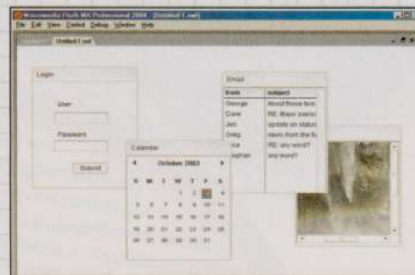 Macromedia Flash MX Professional 2004 - [Untitled-1.swf]
File Edit View Control Debug Window Help
Untitled-1.swf
Login
User
Password
Submit
Email
from subject
George About those
Dave RE:
Jen update on status
Greg news from the
RE: any word?
any word?
Calendar
October 2003
S M T W T F S
1 2 3 4
5 6 7 8 9 10 11
12 13 14 15 16 17 18
19 20 21 22 23 24 25
26 27 28 29 30 31